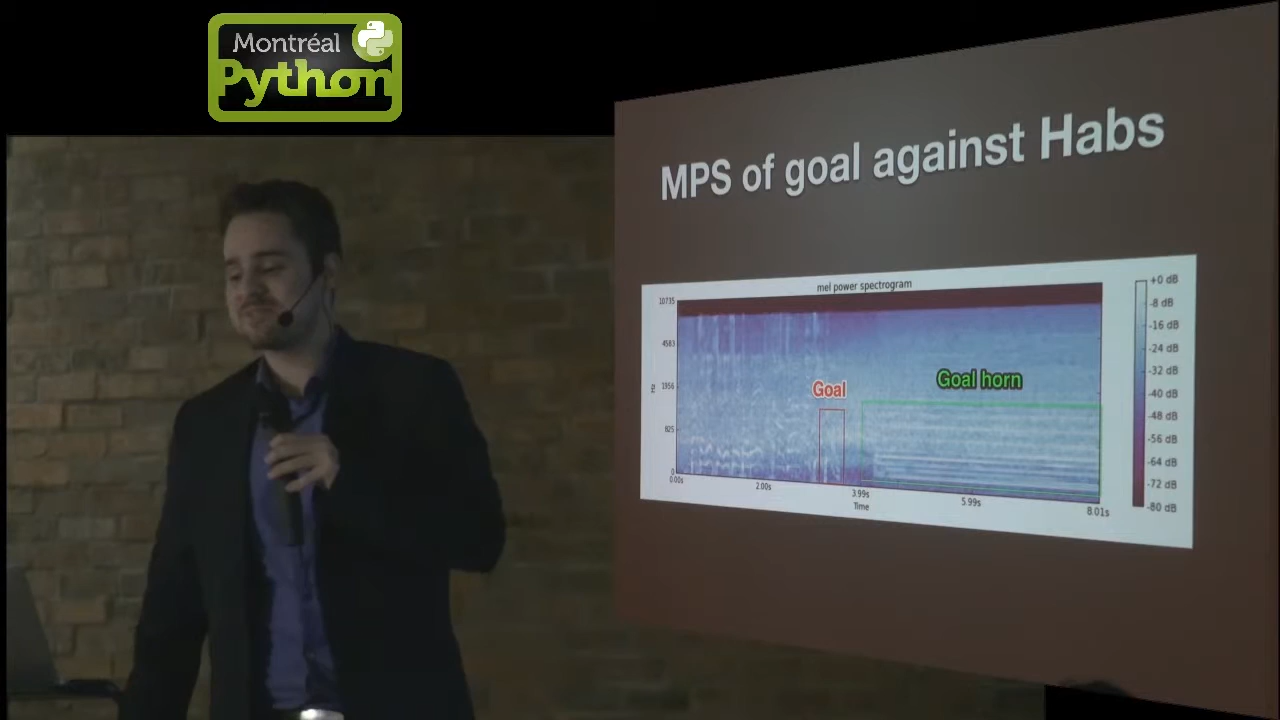 Montréal
Python
MPS of goal against Habs
mel power spectrogram
10735
4583
1956
825
0
Hz
Goal
Goal horn
0.00s
2.00s
3.99s
5.99s
8.01s
Time
+0 dB
-8 dB
-16 dB
-24 dB
-32 dB
-40 dB
-48 dB
-56 dB
-64 dB
-72 dB
-80 dB